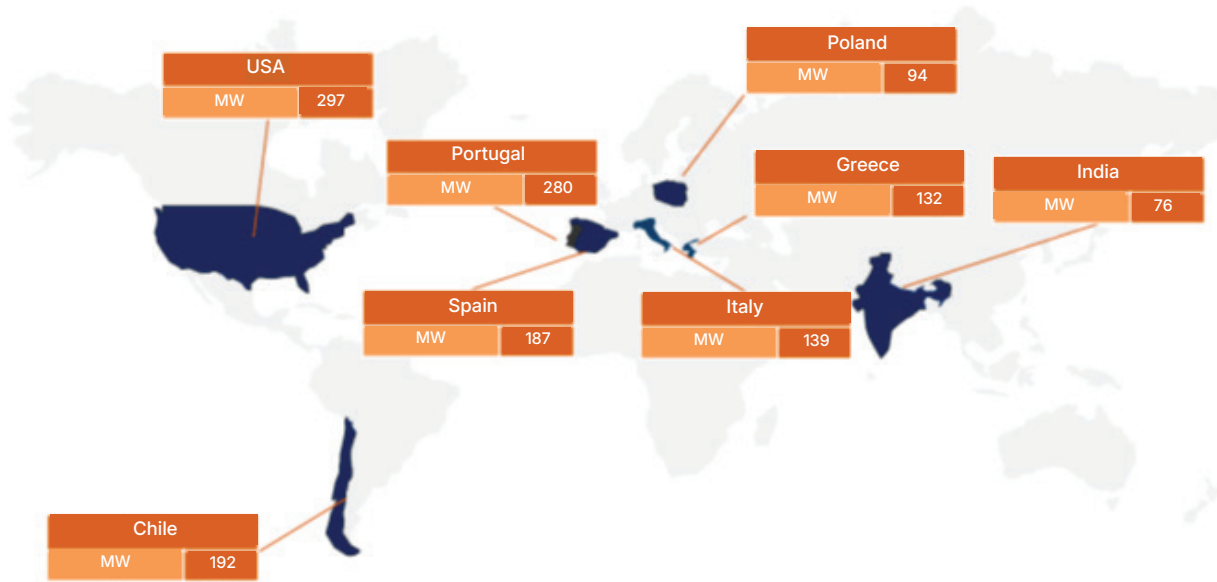 Poland
MW 94
USA
MW 297
Portugal
MW 280
Greece
MW 132
India
MW 76
Spain
MW 187
Italy
MW 139
Chile
MW 192